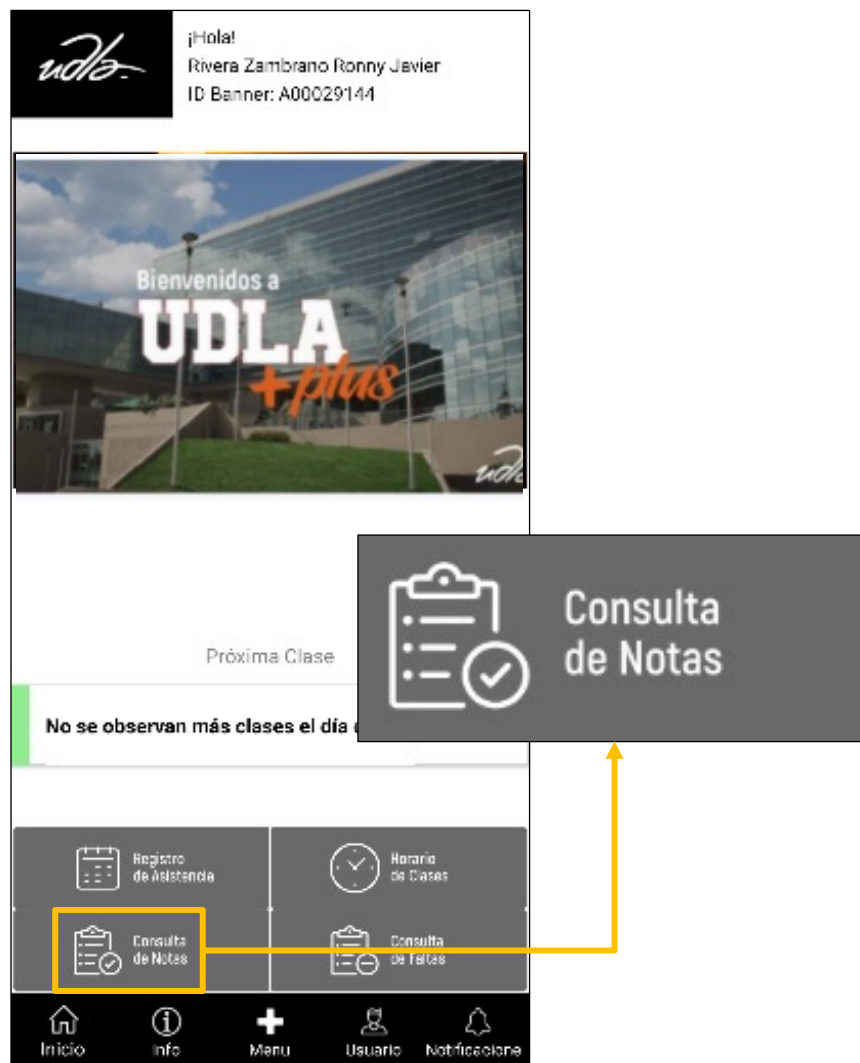 udla-
¡Hola!
Rivera Zambrano Ronny Javier
ID Banner: A00029144
Bienvenidos a
UDLA
+plus
udla
Próxima Clase
No se observan más clases el día
Consulta
de Notas
Registro
de Asistencia
Horario
de Clases
Consulta
de Notas
Consulta
de Faltas
Inicio
Info
Menu
Usuario
Notificacione